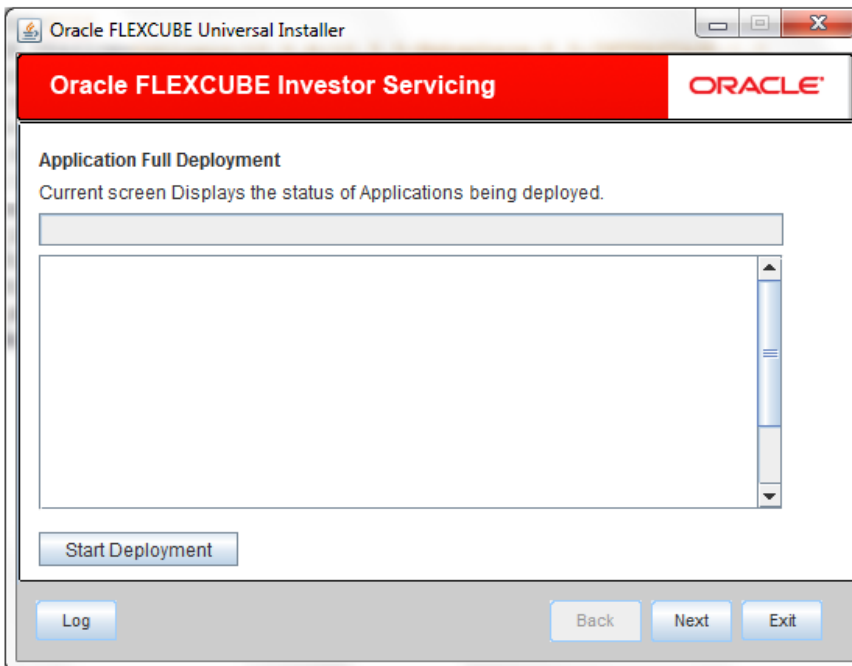 Oracle FLEXCUBE Universal Installer
Oracle FLEXCUBE Investor Servicing
ORACLE
Application Full Deployment
Current screen Displays the status of Applications being deployed.
Start Deployment
Log
Back
Next
Exit